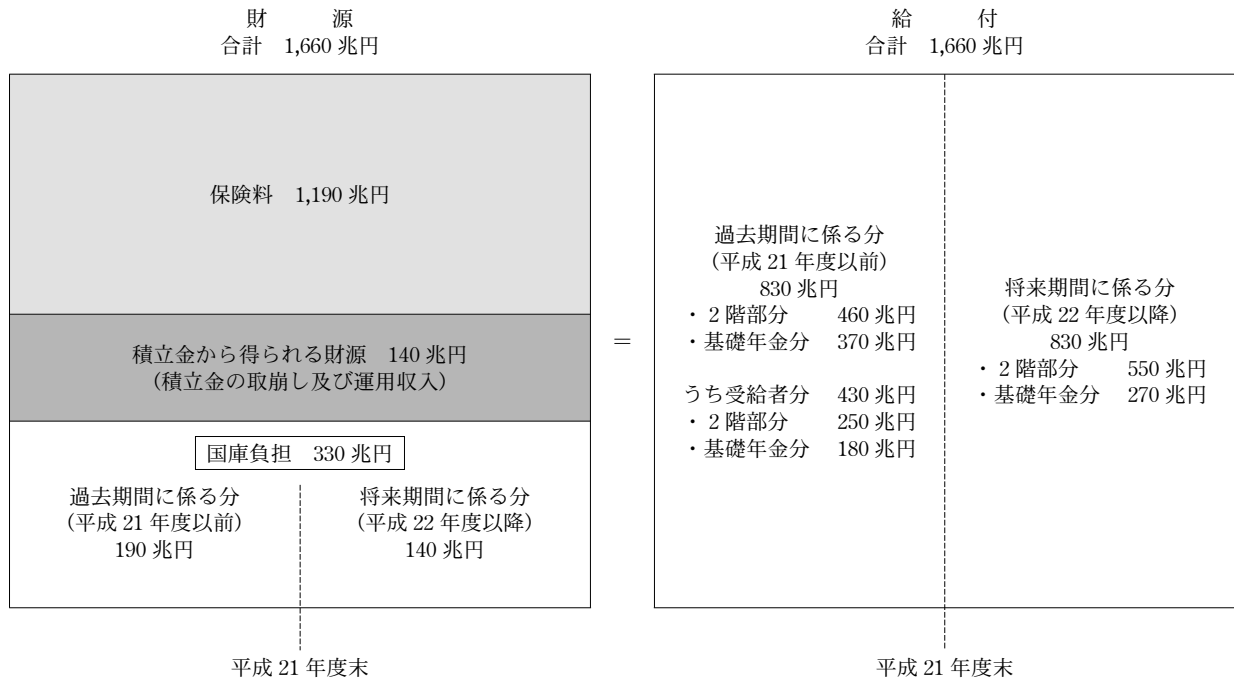 財　源
合計　1,660 兆円
保険料　1,190 兆円
積立金から得られる財源　140 兆円
（積立金の取崩し及び運用収入）
国庫負担　330 兆円
過去期間に係る分
（平成 21 年度以前）
190 兆円
将来期間に係る分
（平成 22 年度以降）
140 兆円
平成 21 年度末
＝
給　付
合計　1,660 兆円
過去期間に係る分
（平成 21 年度以前）
830 兆円
・2 階部分　460 兆円
・基礎年金分　370 兆円
うち受給者分　430 兆円
・2 階部分　250 兆円
・基礎年金分　180 兆円
将来期間に係る分
（平成 22 年度以降）
830 兆円
・2 階部分　550 兆円
・基礎年金分　270 兆円
平成 21 年度末